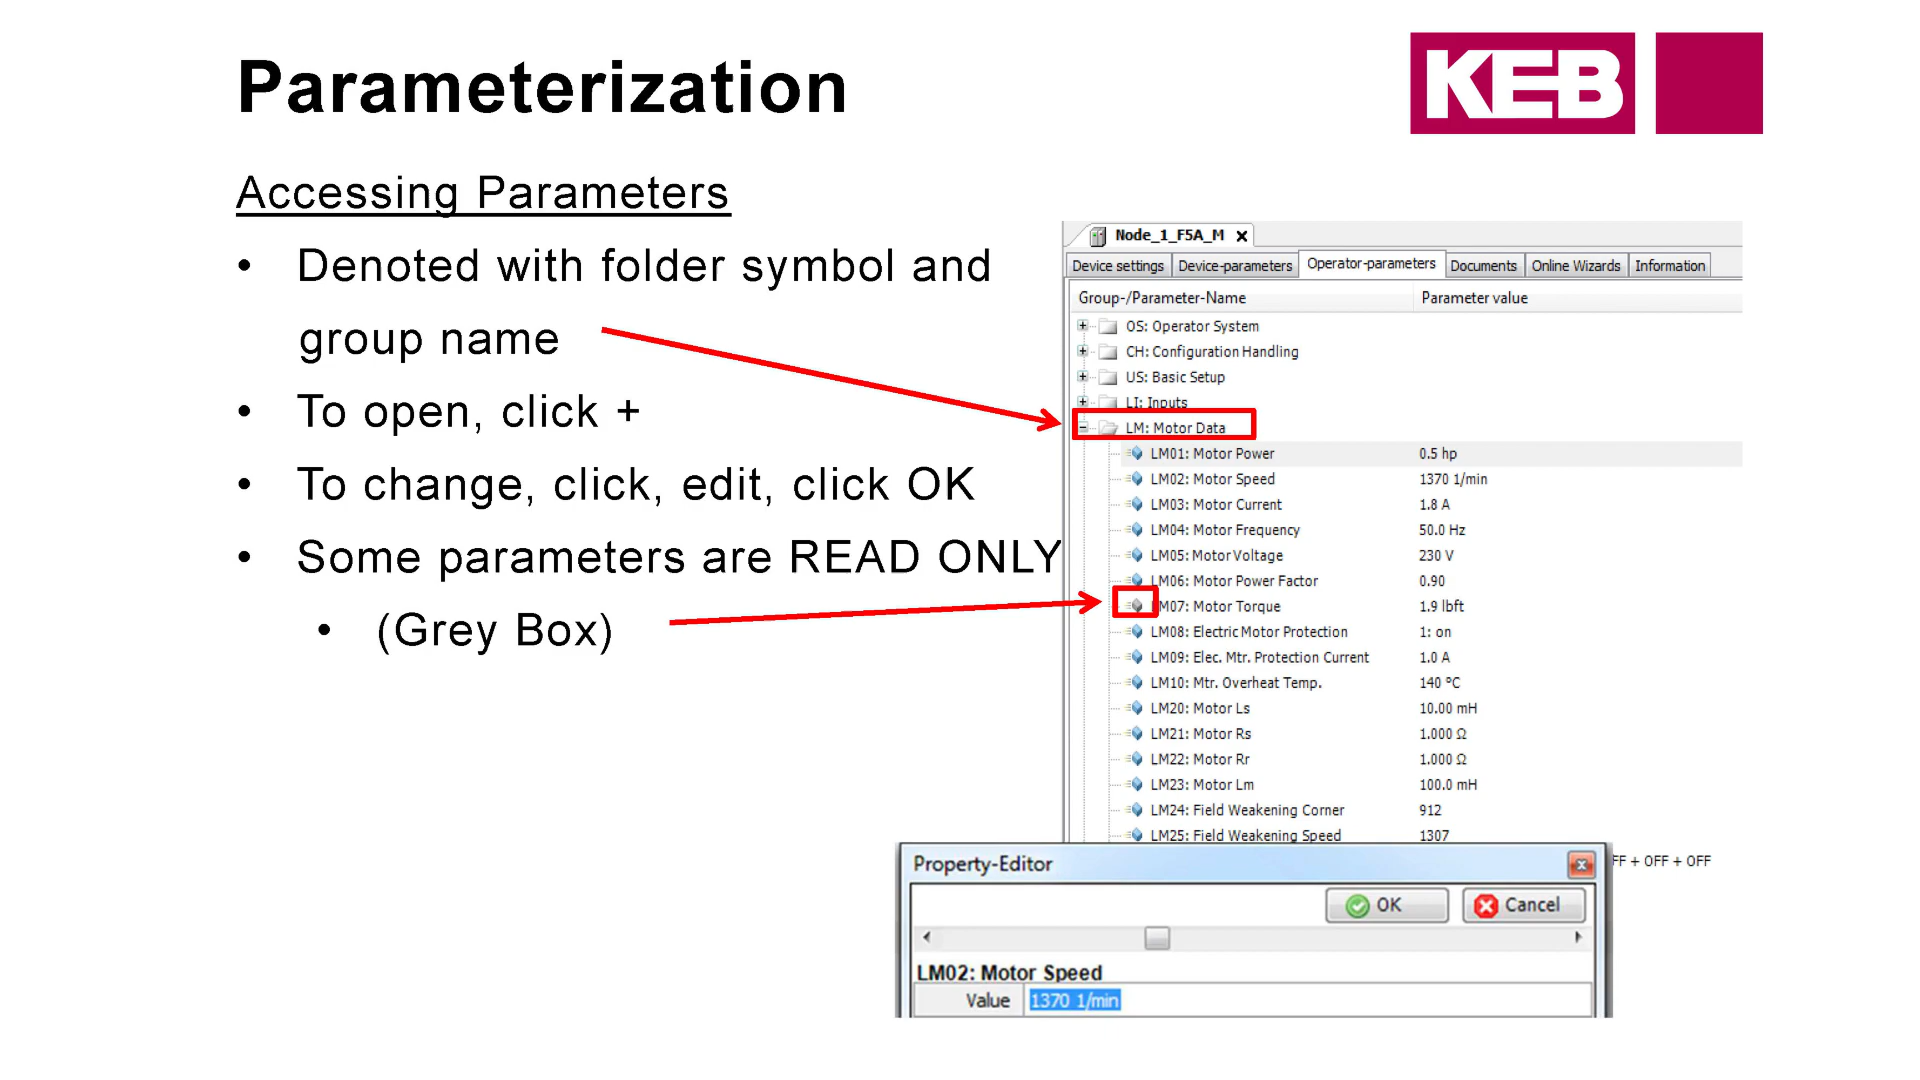 Parameterization
KEB
Accessing Parameters
• Denoted with folder symbol and
group name
• To open, click +
• To change, click, edit, click OK
• Some parameters are READ ONLY
• (Grey Box)
Node_1_F5A_M
Device settings Device-parameters Operator-parameters Documents Online Wizards Information
Group-/Parameter-Name Parameter value
OS: Operator System
CH: Configuration Handling
US: Basic Setup
LI: Inputs
LM: Motor Data
LM01: Motor Power 0.5 hp
LM02: Motor Speed 1370 1/min
LM03: Motor Current 1.8 A
LM04: Motor Frequency 50.0 Hz
LM05: Motor Voltage 230 V
LM06: Motor Power Factor 0.90
LM07: Motor Torque 1.9 lbft
LM08: Electric Motor Protection 1: on
LM09: Elec. Mtr. Protection Current 1.0 A
LM10: Mtr. Overheat Temp. 140 °C
LM20: Motor Ls 10.00 mH
LM21: Motor Rs 1.000 Ω
LM22: Motor Rr 1.000 Ω
LM23: Motor Lm 100.0 mH
LM24: Field Weakening Corner 912
LM25: Field Weakening Speed 1307
FF + OFF + OFF
Property-Editor
OK Cancel
LM02: Motor Speed
Value 1370 1/min